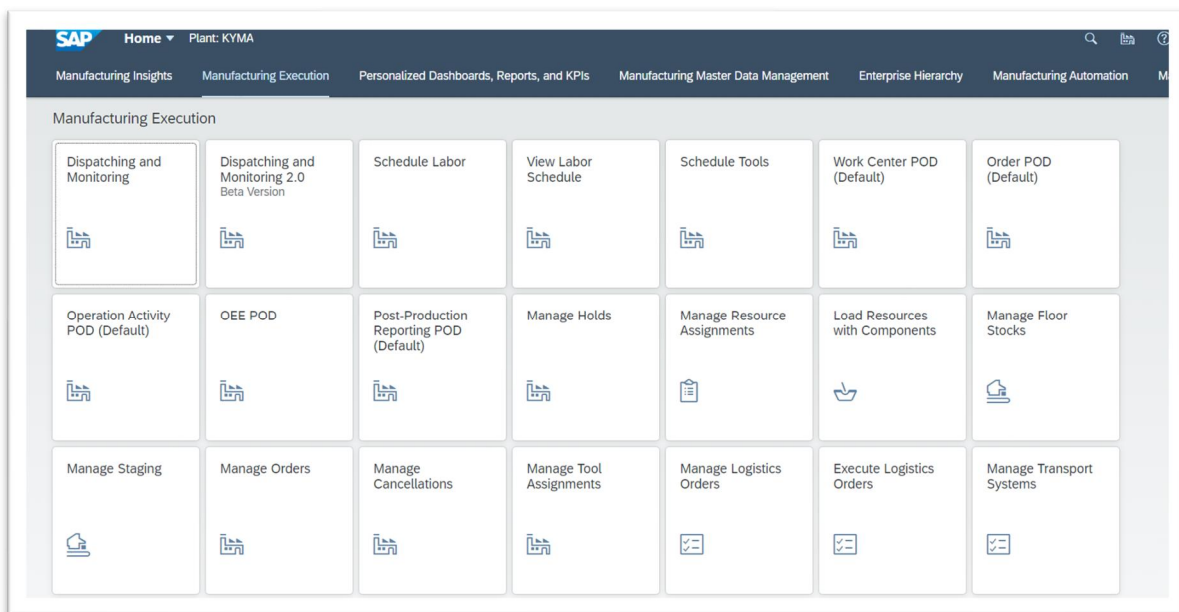 SAP Home Plant: KYMA
Manufacturing Insights Manufacturing Execution Personalized Dashboards, Reports, and KPIs Manufacturing Master Data Management Enterprise Hierarchy Manufacturing Automation
Manufacturing Execution
Dispatching and
Monitoring
Dispatching and
Monitoring 2.0
Beta Version
Schedule Labor
View Labor
Schedule
Schedule Tools
Work Center POD
(Default)
Order POD
(Default)
Operation Activity
POD (Default)
OEE POD
Post-Production
Reporting POD
(Default)
Manage Holds
Manage Resource
Assignments
Load Resources
with Components
Manage Floor
Stocks
Manage Staging
Manage Orders
Manage
Cancellations
Manage Tool
Assignments
Manage Logistics
Orders
Execute Logistics
Orders
Manage Transport
Systems